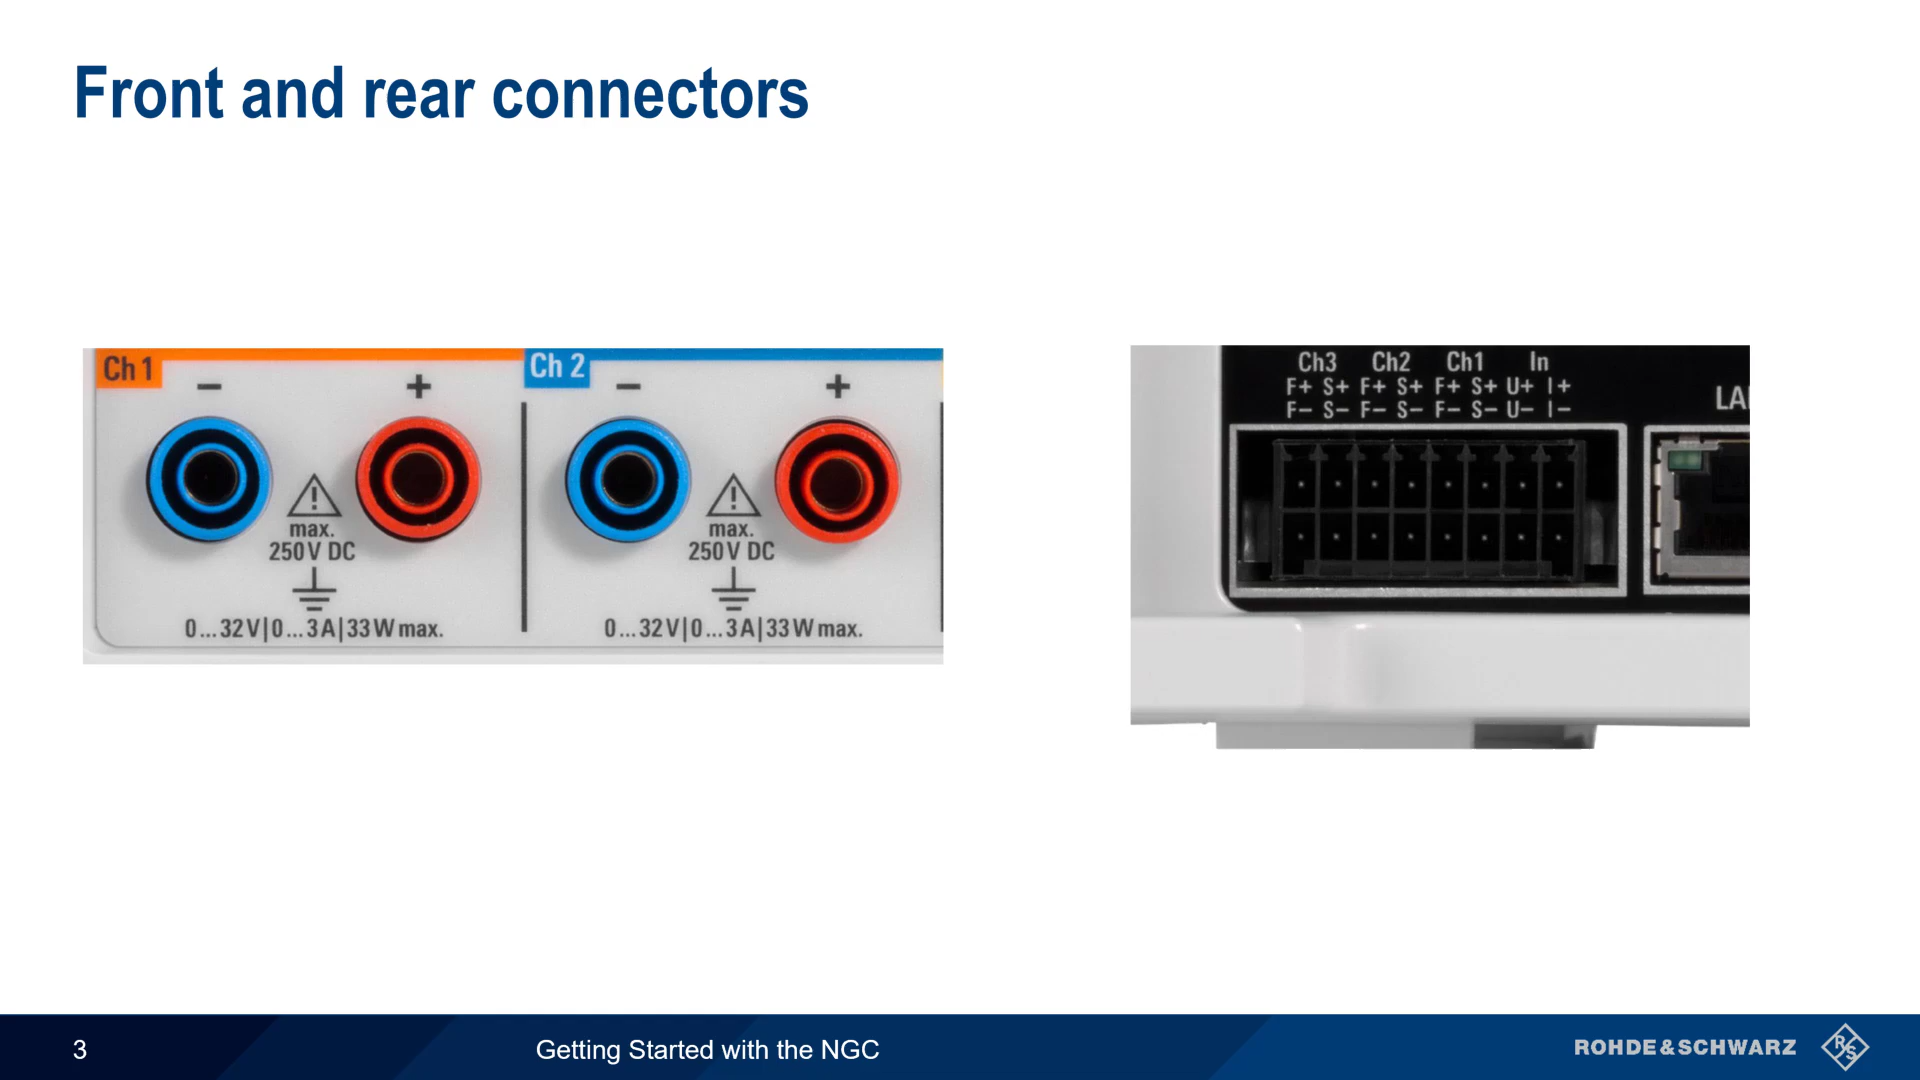 Front and rear connectors
Ch 1
− +
max.
250 V DC
0...32 V|0...3 A|33 W max.
Ch 2
− +
max.
250 V DC
0...32 V|0...3 A|33 W max.
Ch3 Ch2 Ch1 In
F+ S+ F+ S+ F+ S+ U+ I+
F− S− F− S− F− S− U− I−
3
Getting Started with the NGC
ROHDE&SCHWARZ
R&S